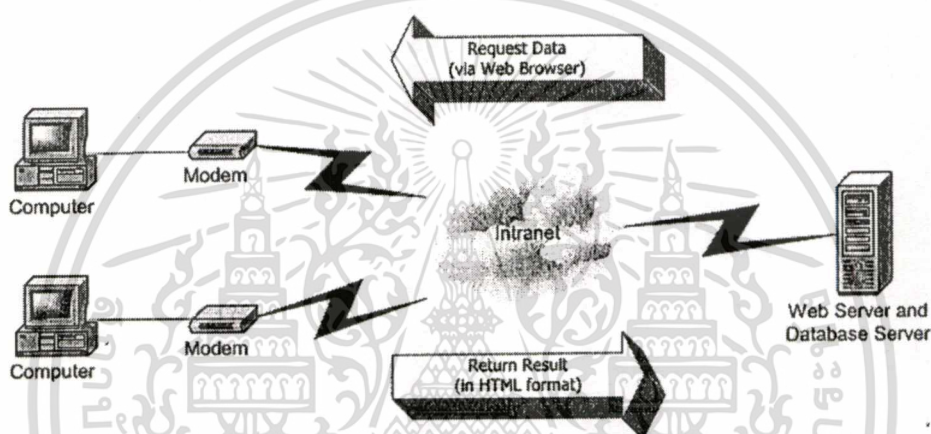 Request Data
(via Web Browser)
Computer
Modem
Intranet
Web Server and
Database Server
Computer
Modem
Return Result
(in HTML format)